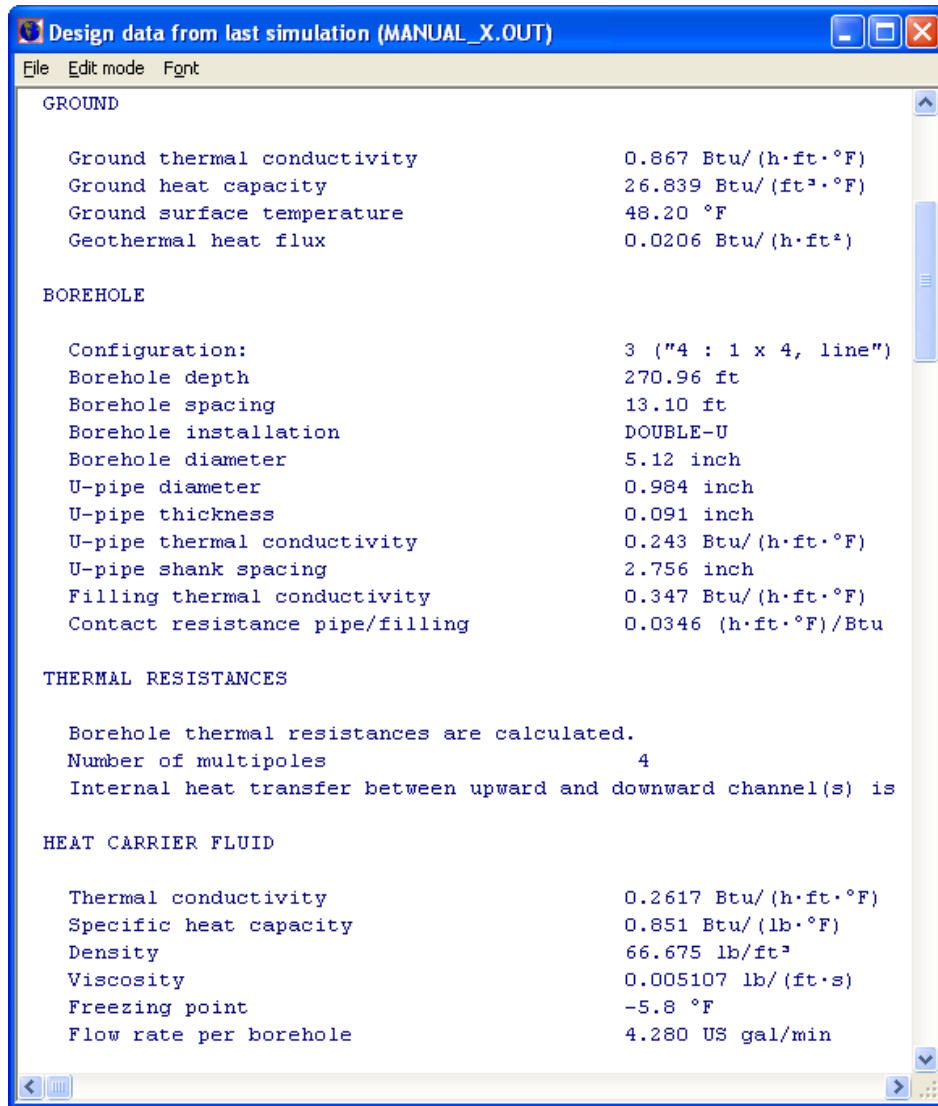 Design data from last simulation (MANUAL_X.OUT)
File Edit mode Font
GROUND
Ground thermal conductivity 0.867 Btu/(h·ft·°F)
Ground heat capacity 26.839 Btu/(ft³·°F)
Ground surface temperature 48.20 °F
Geothermal heat flux 0.0206 Btu/(h·ft²)
BOREHOLE
Configuration: 3 ("4 : 1 x 4, line")
Borehole depth 270.96 ft
Borehole spacing 13.10 ft
Borehole installation DOUBLE-U
Borehole diameter 5.12 inch
U-pipe diameter 0.984 inch
U-pipe thickness 0.091 inch
U-pipe thermal conductivity 0.243 Btu/(h·ft·°F)
U-pipe shank spacing 2.756 inch
Filling thermal conductivity 0.347 Btu/(h·ft·°F)
Contact resistance pipe/filling 0.0346 (h·ft·°F)/Btu
THERMAL RESISTANCES
Borehole thermal resistances are calculated.
Number of multipoles 4
Internal heat transfer between upward and downward channel(s) is
HEAT CARRIER FLUID
Thermal conductivity 0.2617 Btu/(h·ft·°F)
Specific heat capacity 0.851 Btu/(lb·°F)
Density 66.675 lb/ft³
Viscosity 0.005107 lb/(ft·s)
Freezing point -5.8 °F
Flow rate per borehole 4.280 US gal/min